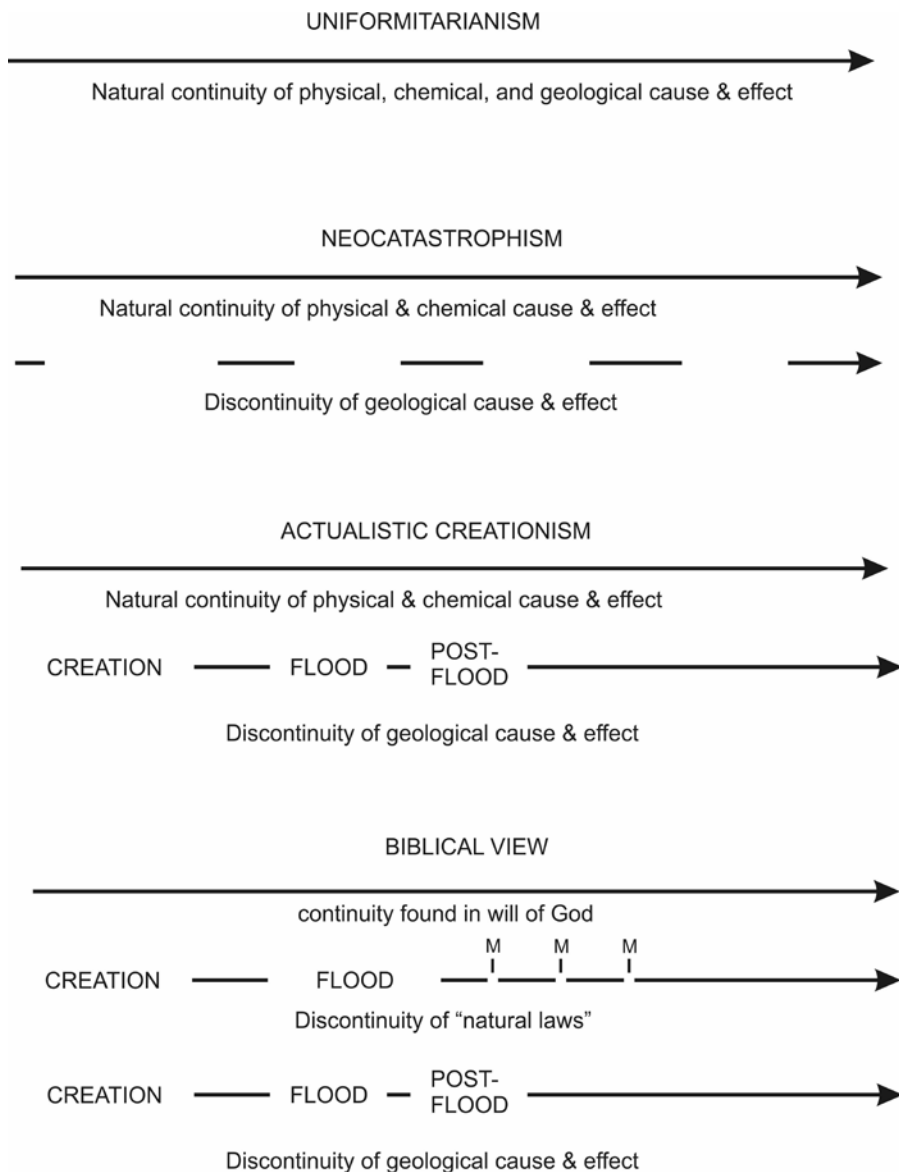 UNIFORMITARIANISM
Natural continuity of physical, chemical, and geological cause & effect
NEOCATASTROPHISM
Natural continuity of physical & chemical cause & effect
Discontinuity of geological cause & effect
ACTUALISTIC CREATIONISM
Natural continuity of physical & chemical cause & effect
CREATION FLOOD POST-
FLOOD
Discontinuity of geological cause & effect
BIBLICAL VIEW
continuity found in will of God
M M M
CREATION FLOOD
Discontinuity of “natural laws”
CREATION FLOOD POST-
FLOOD
Discontinuity of geological cause & effect